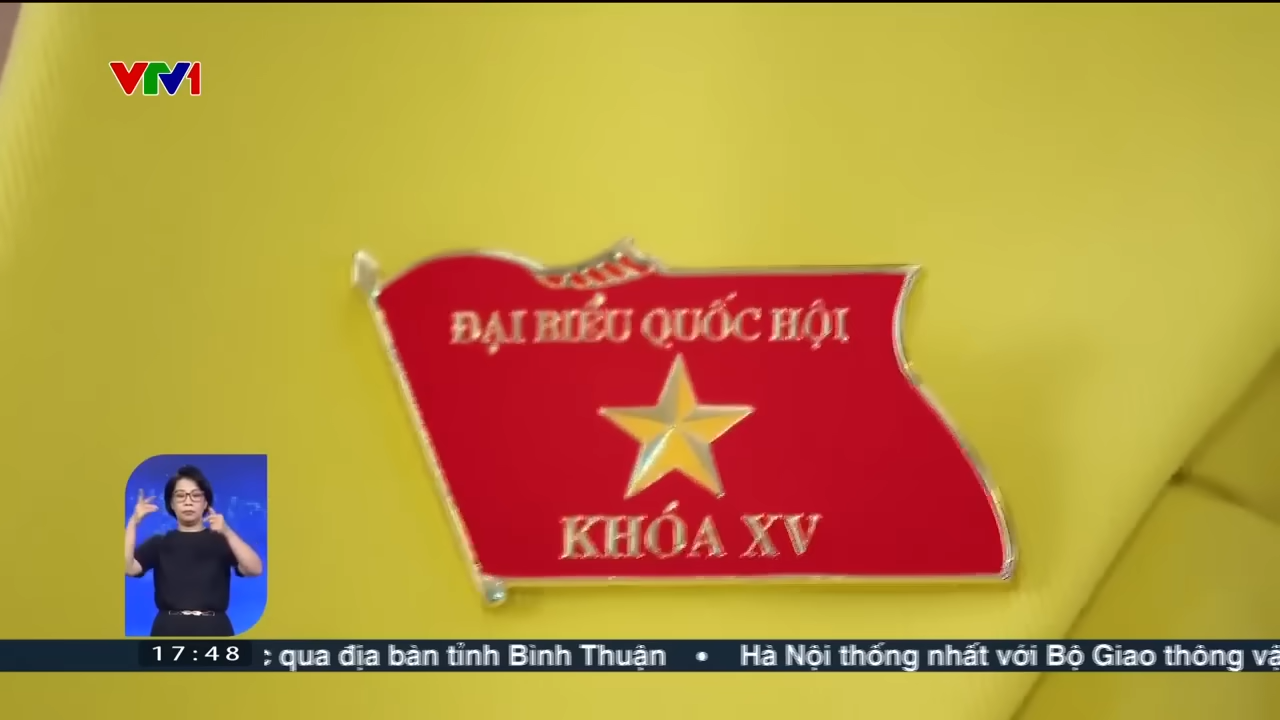 VTV1
ĐẠI BIỂU QUỐC HỘI
KHÓA XV
17:48 qua địa bàn tỉnh Bình Thuận • Hà Nội thống nhất với Bộ Giao thông